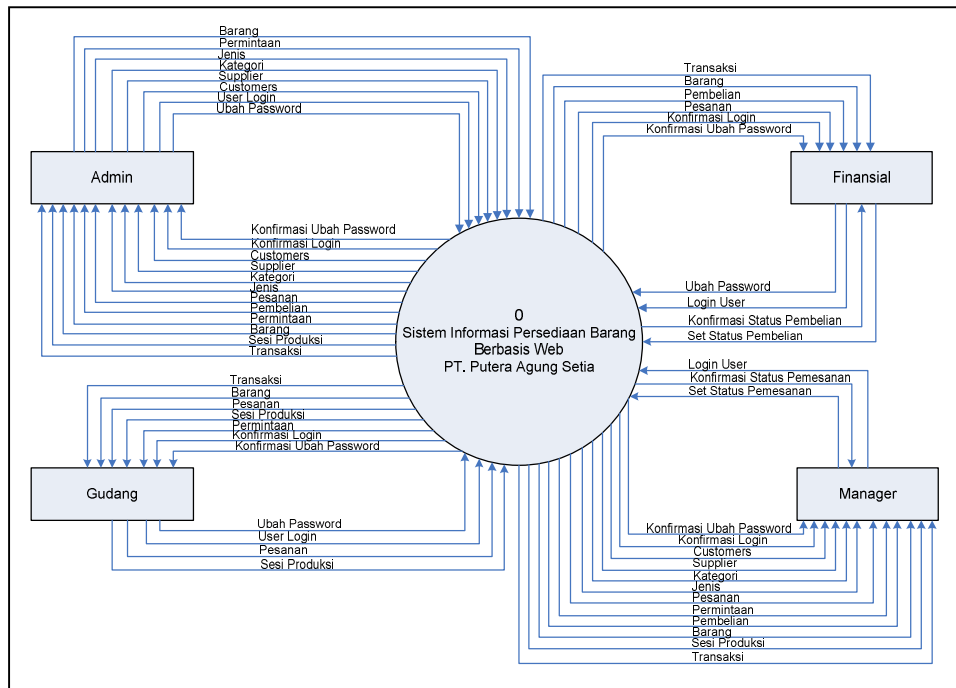 Barang
Permintaan
Jenis
Kategori
Supplier
Customers
User Login
Ubah Password
Transaksi
Barang
Pembelian
Pesanan
Konfirmasi Login
Konfirmasi Ubah Password
Admin
Finansial
Konfirmasi Ubah Password
Konfirmasi Login
Customers
Supplier
Kategori
Jenis
Pesanan
Pembelian
Permintaan
Barang
Sesi Produksi
Transaksi
Ubah Password
Login User
Konfirmasi Status Pembelian
Set Status Pembelian
0
Sistem Informasi Persediaan Barang
Berbasis Web
PT. Putera Agung Setia
Login User
Konfirmasi Status Pemesanan
Set Status Pemesanan
Transaksi
Barang
Pesanan
Sesi Produksi
Permintaan
Konfirmasi Login
Konfirmasi Ubah Password
Gudang
Manager
Ubah Password
User Login
Pesanan
Sesi Produksi
Konfirmasi Ubah Password
Konfirmasi Login
Customers
Supplier
Kategori
Jenis
Pesanan
Permintaan
Pembelian
Barang
Sesi Produksi
Transaksi